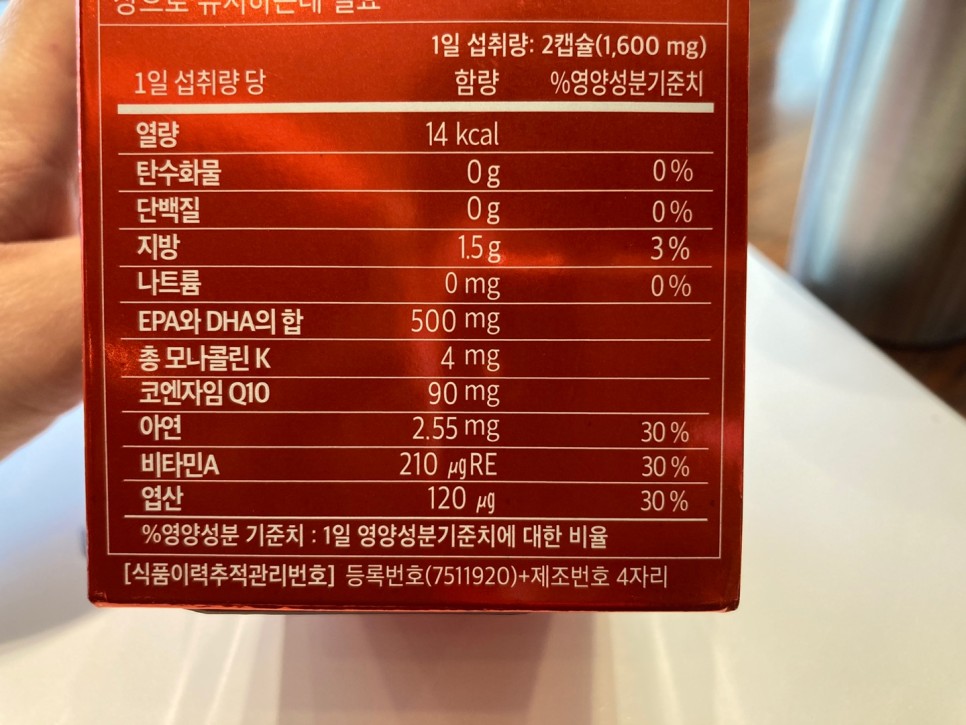 1일 섭취량: 2캡슐(1,600 mg)
1일 섭취량 당 함량 %영양성분기준치
열량 14 kcal
탄수화물 0 g 0 %
단백질 0 g 0 %
지방 1.5 g 3 %
나트륨 0 mg 0 %
EPA와 DHA의 합 500 mg
총 모나콜린 K 4 mg
코엔자임 Q10 90 mg
아연 2.55 mg 30 %
비타민A 210 μg RE 30 %
엽산 120 μg 30 %
%영양성분 기준치 : 1일 영양성분기준치에 대한 비율
[식품이력추적관리번호] 등록번호(7511920)+제조번호 4자리